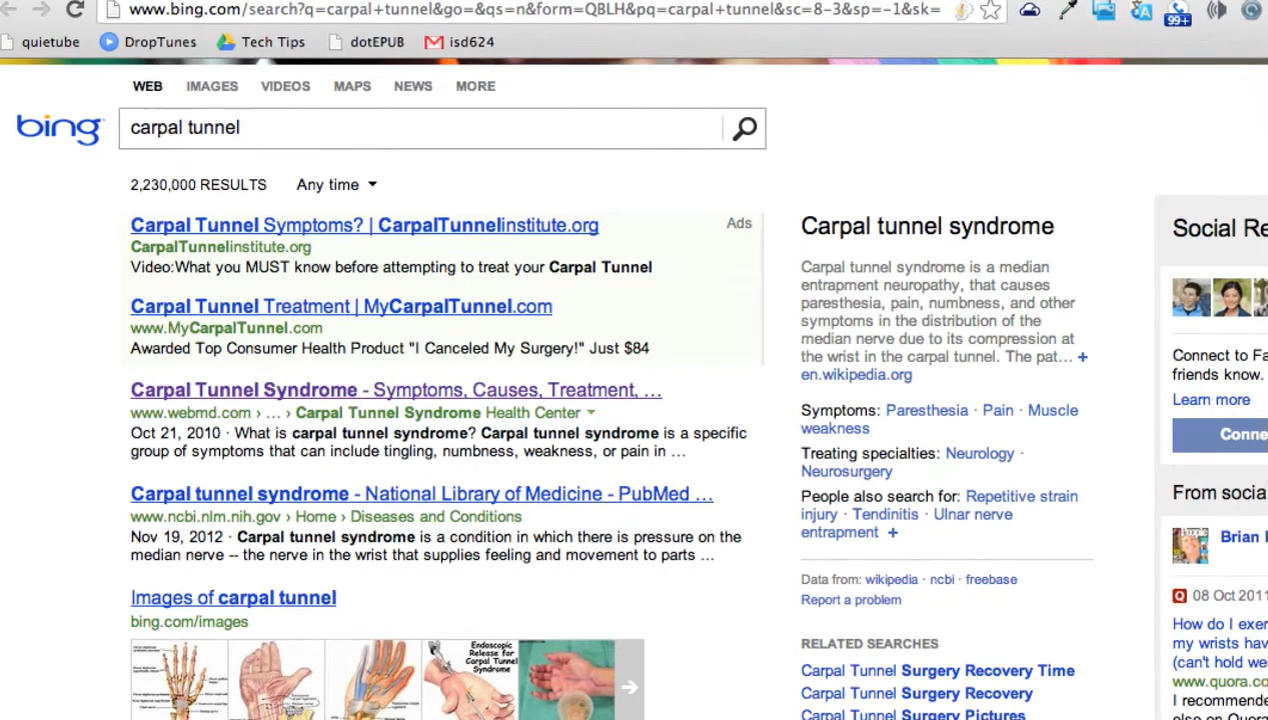 www.bing.com/search?q=carpal+tunnel&go=&qs=n&form=QBLH&pq=carpal+tunnel&sc=8-3&sp=-1&sk=
99+
quietube
DropTunes
Tech Tips
dotEPUB
isd624
WEB
IMAGES
VIDEOS
MAPS
NEWS
MORE
bing
carpal tunnel
2,230,000 RESULTS
Any time
Carpal Tunnel Symptoms? | CarpalTunnelinstitute.org
Ads
CarpalTunnelinstitute.org
Video:What you MUST know before attempting to treat your Carpal Tunnel
Carpal Tunnel Treatment | MyCarpalTunnel.com
www.MyCarpalTunnel.com
Awarded Top Consumer Health Product "I Canceled My Surgery!" Just $84
Carpal Tunnel Syndrome - Symptoms, Causes, Treatment, ...
www.webmd.com › ... › Carpal Tunnel Syndrome Health Center
Oct 21, 2010 · What is carpal tunnel syndrome? Carpal tunnel syndrome is a specific
group of symptoms that can include tingling, numbness, weakness, or pain in ...
Carpal tunnel syndrome - National Library of Medicine - PubMed ...
www.ncbi.nlm.nih.gov › Home › Diseases and Conditions
Nov 19, 2012 · Carpal tunnel syndrome is a condition in which there is pressure on the
median nerve -- the nerve in the wrist that supplies feeling and movement to parts ...
Images of carpal tunnel
bing.com/images
Endoscopic
Release for
Carpal Tunnel
Syndrome
Carpal tunnel syndrome
Carpal tunnel syndrome is a median
entrapment neuropathy, that causes
paresthesia, pain, numbness, and other
symptoms in the distribution of the
median nerve due to its compression at
the wrist in the carpal tunnel. The pat... +
en.wikipedia.org
Symptoms: Paresthesia · Pain · Muscle
weakness
Treating specialties: Neurology ·
Neurosurgery
People also search for: Repetitive strain
injury · Tendinitis · Ulnar nerve
entrapment +
Data from: wikipedia · ncbi · freebase
Report a problem
RELATED SEARCHES
Carpal Tunnel Surgery Recovery Time
Carpal Tunnel Surgery Recovery
Carpal Tunnel Surgery Pictures
Social Re
Connect to Fa
friends know.
Learn more
Conne
From socia
Brian
08 Oct 2011
How do I exer
my wrists hav
(can't hold we
www.quora.co
I recommende
else on Quora